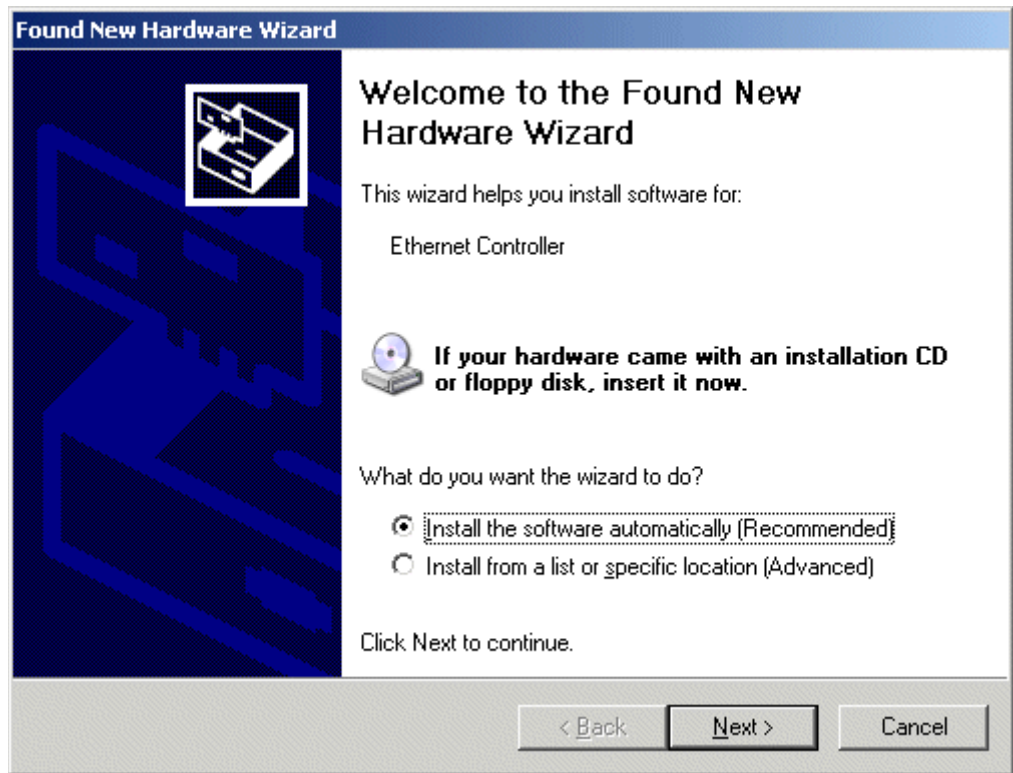 Found New Hardware Wizard
Welcome to the Found New
Hardware Wizard
This wizard helps you install software for:
Ethernet Controller
If your hardware came with an installation CD
or floppy disk, insert it now.
What do you want the wizard to do?
Install the software automatically (Recommended)
Install from a list or specific location (Advanced)
Click Next to continue.
< Back
Next >
Cancel